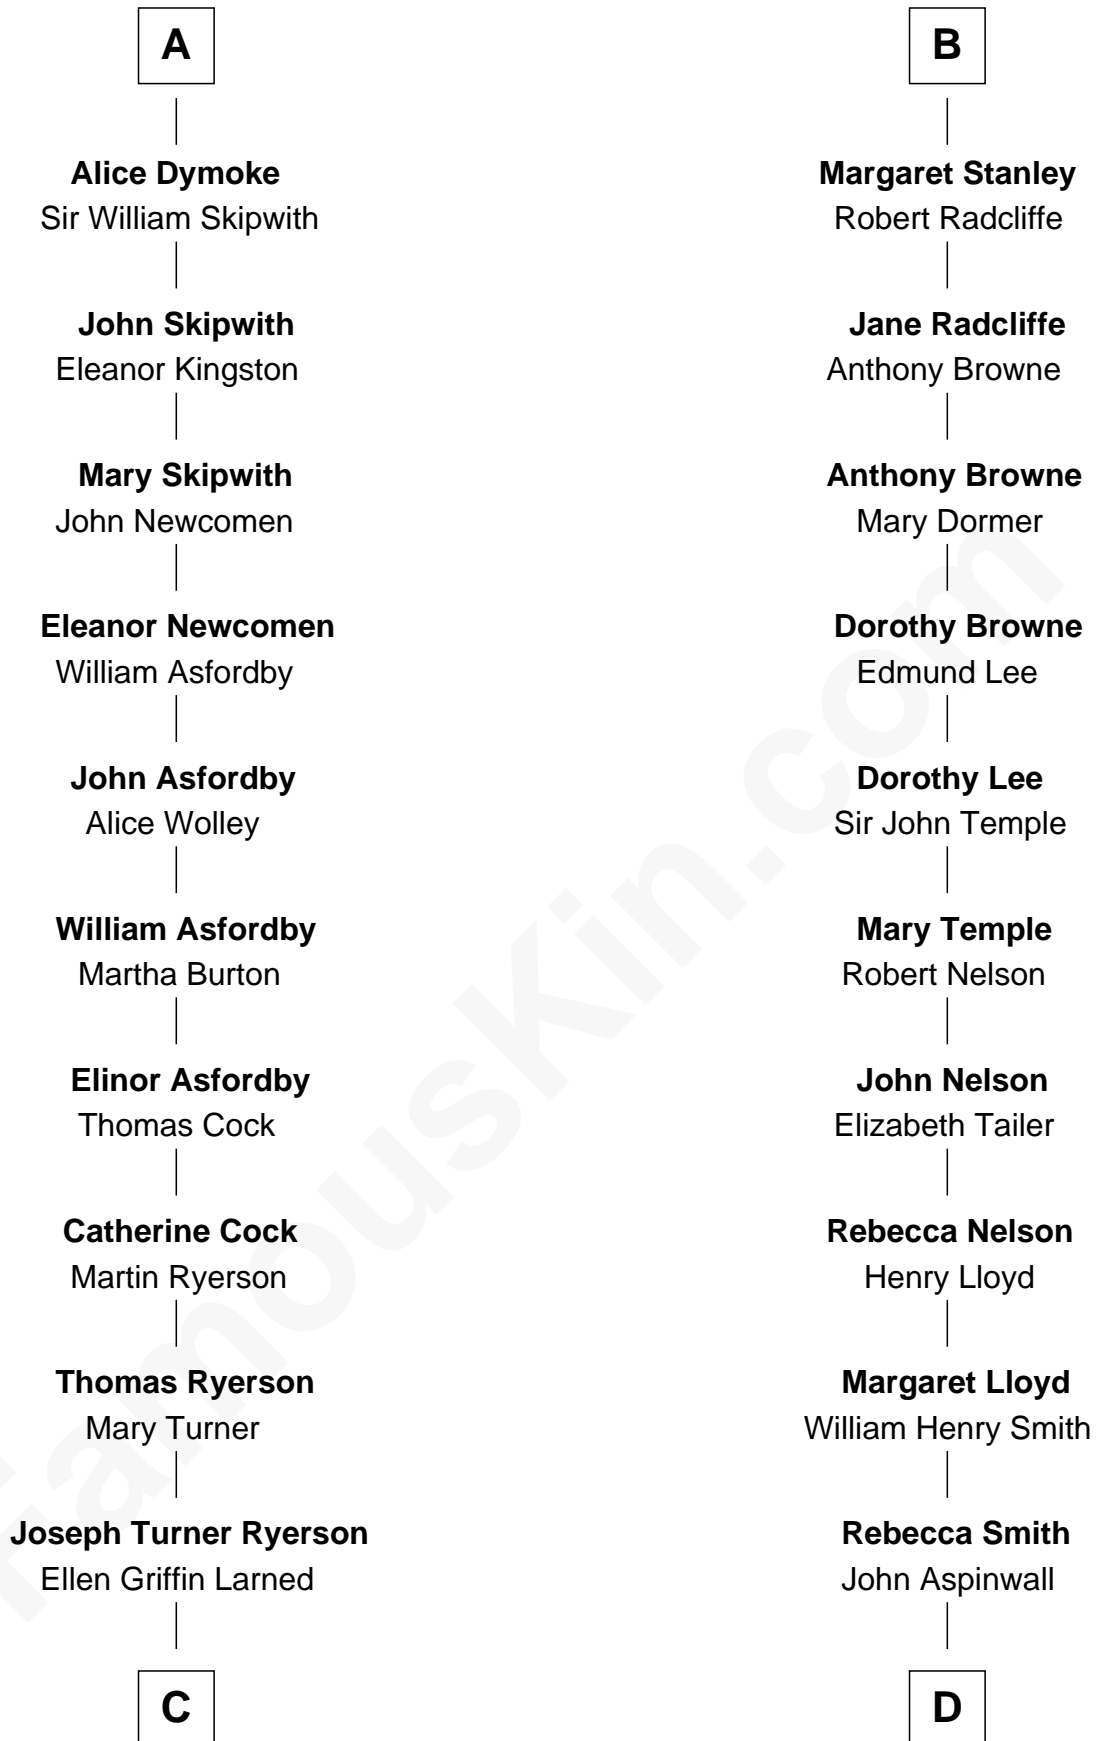 A
Alice Dymoke
Sir William Skipwith
John Skipwith
Eleanor Kingston
Mary Skipwith
John Newcomen
Eleanor Newcomen
William Asfordby
John Asfordby
Alice Wolley
William Asfordby
Martha Burton
Elinor Asfordby
Thomas Cock
Catherine Cock
Martin Ryerson
Thomas Ryerson
Mary Turner
Joseph Turner Ryerson
Ellen Griffin Larned
C
B
Margaret Stanley
Robert Radcliffe
Jane Radcliffe
Anthony Browne
Anthony Browne
Mary Dormer
Dorothy Browne
Edmund Lee
Dorothy Lee
Sir John Temple
Mary Temple
Robert Nelson
John Nelson
Elizabeth Tailer
Rebecca Nelson
Henry Lloyd
Margaret Lloyd
William Henry Smith
Rebecca Smith
John Aspinwall
D
FamousKin.com